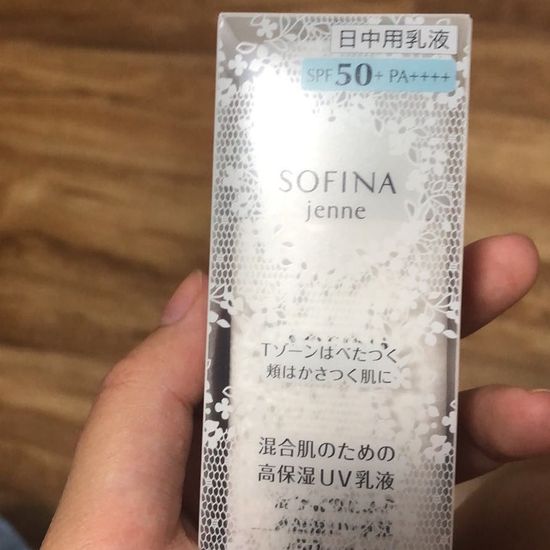 日中用乳液
SPF50+ PA++++
SOFINA
jenne
Tゾーンはべたつく
頬はかさつく肌に
混合肌のための
高保湿UV乳液